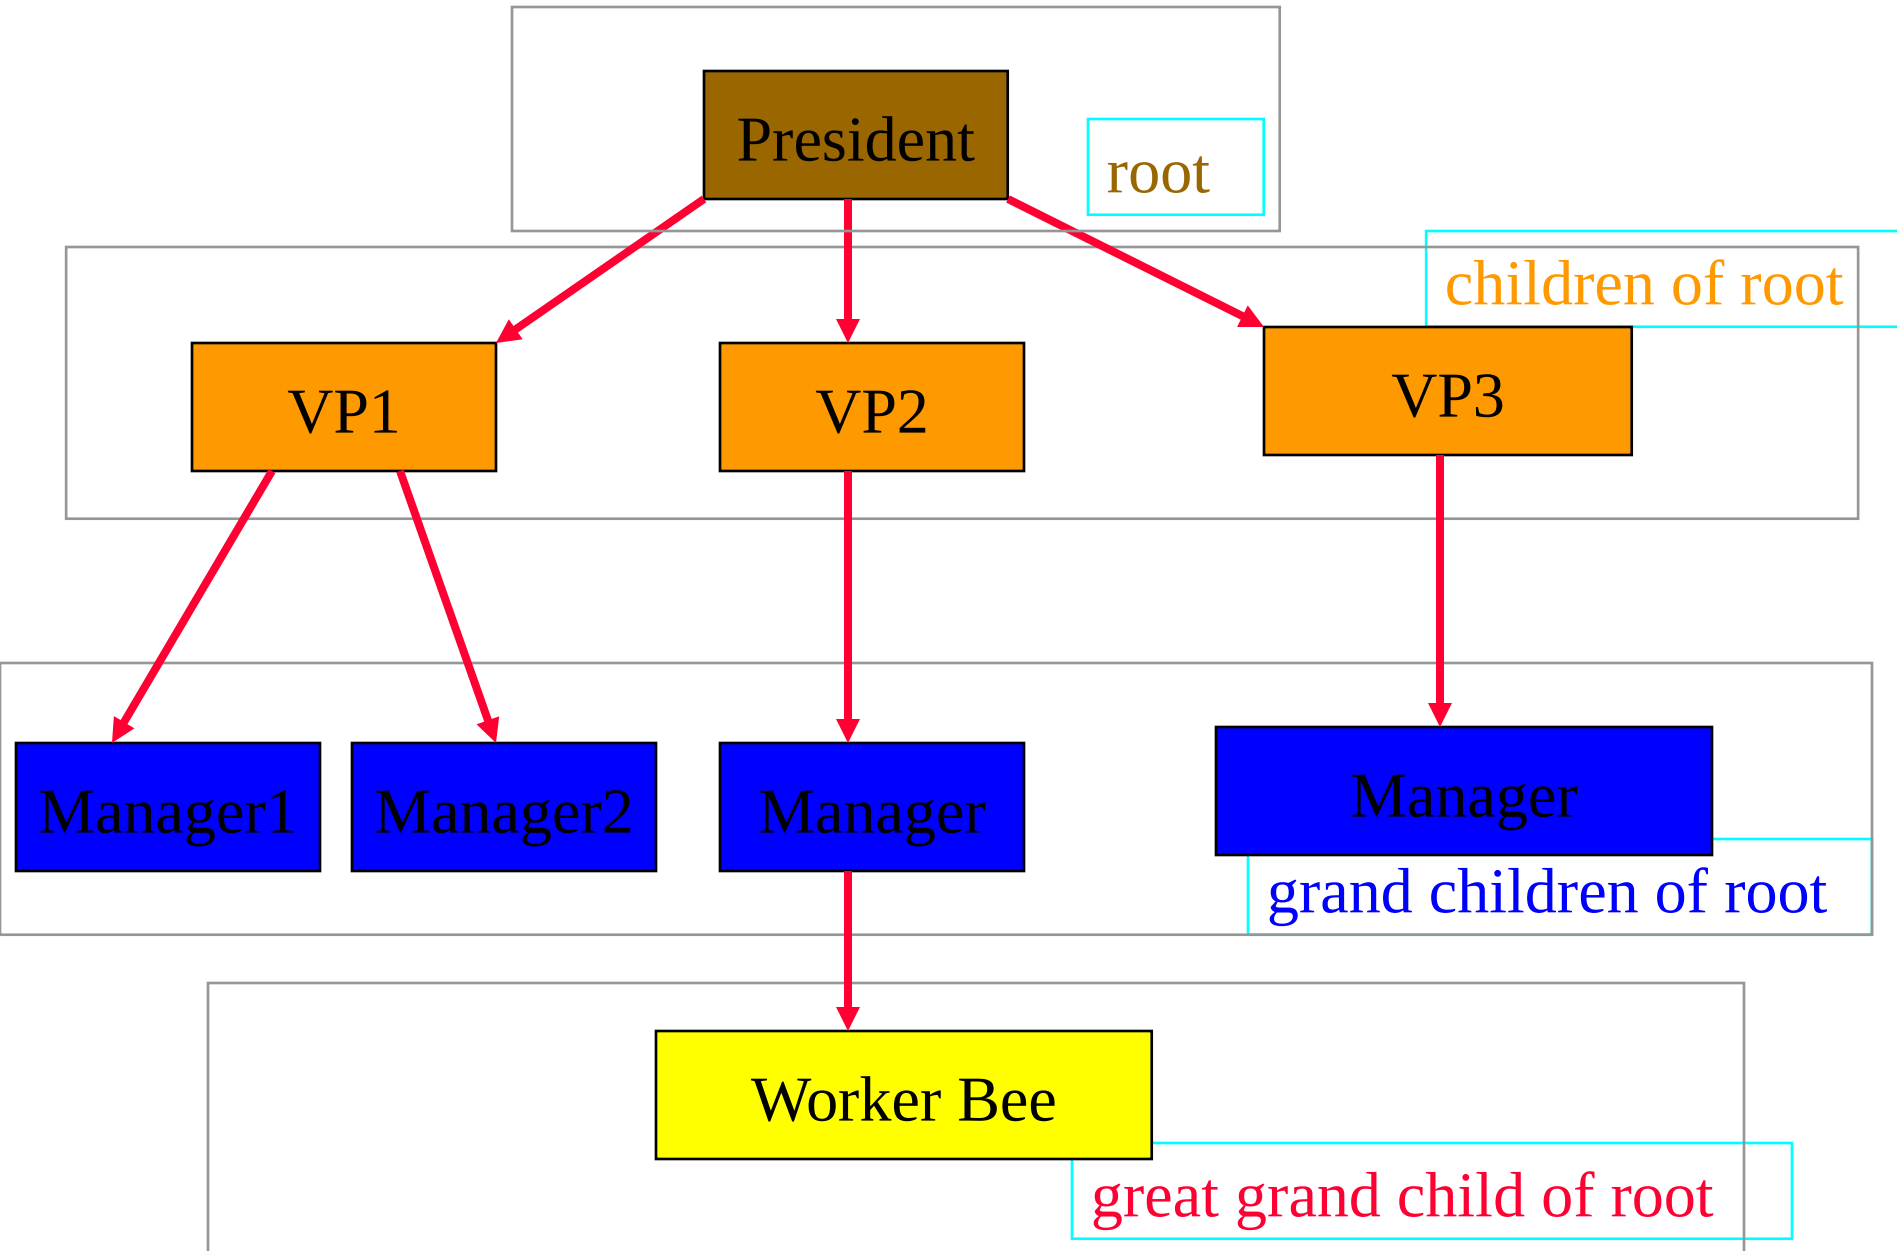 President
root
children of root
VP1
VP2
VP3
Manager1
Manager2
Manager
Manager
grand children of root
Worker Bee
great grand child of root